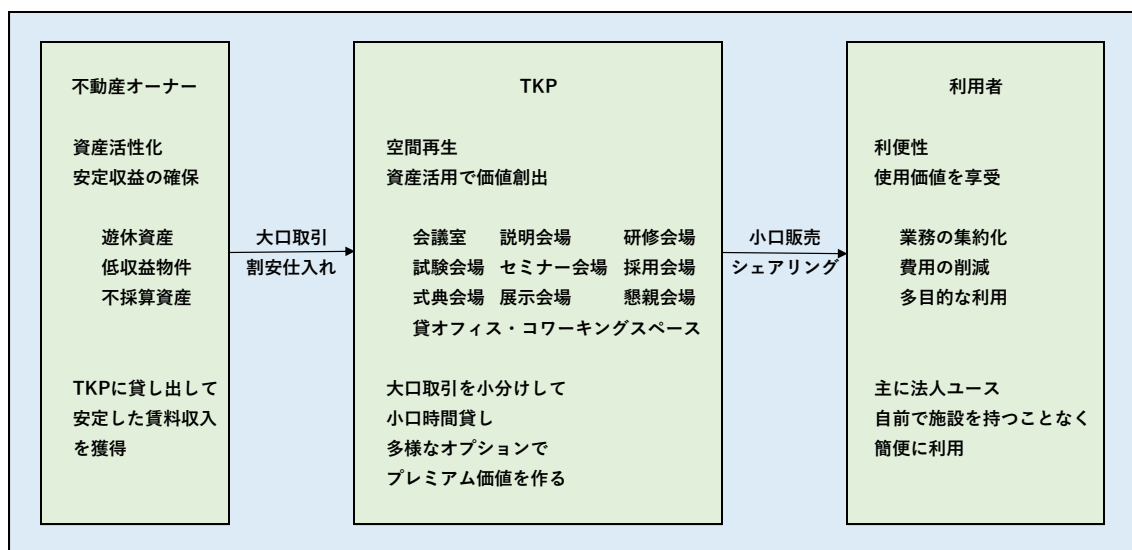 不動産オーナー
資産活性化
安定収益の確保
遊休資産
低収益物件
不採算資産
TKPに貸し出して
安定した賃料収入
を獲得
大口取引
割安仕入れ
TKP
空間再生
資産活用で価値創出
会議室 説明会場 研修会場
試験会場 セミナー会場 採用会場
式典会場 展示会場 懇親会場
貸オフィス・コワーキングスペース
大口取引を小分けして
小口時間貸し
多様なオプションで
プレミアム価値を作る
小口販売
シェアリング
利用者
利便性
使用価値を享受
業務の集約化
費用の削減
多目的な利用
主に法人ユース
自前で施設を持つことなく
簡便に利用